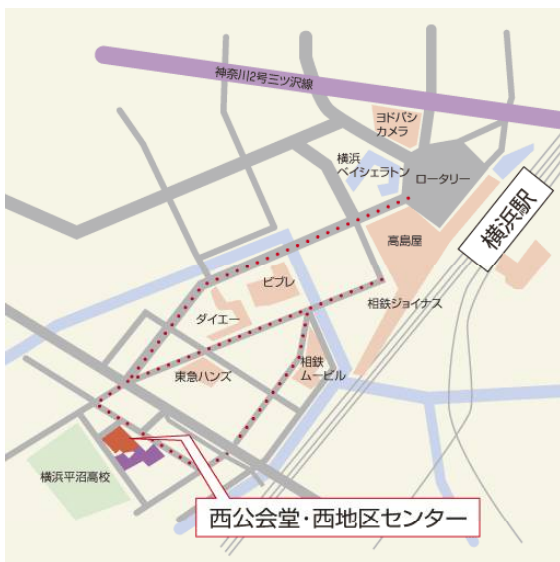 神奈川2号三ツ沢線
ヨドバシ
カメラ
横浜
ベイシェラトン
ロータリー
横浜駅
高島屋
ビブレ
相鉄ジョイナス
ダイエー
東急ハンズ
相鉄
ムービル
横浜平沼高校
西公会堂・西地区センター